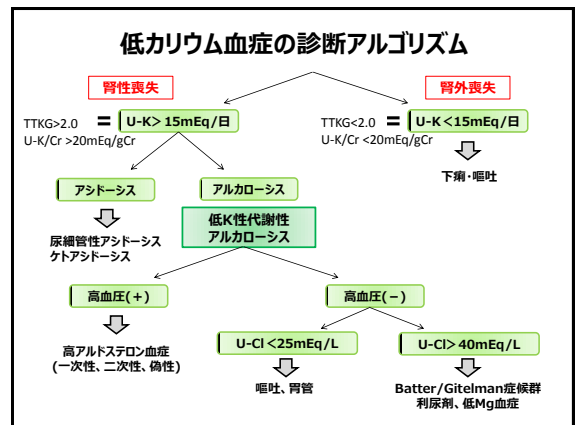 低カリウム血症の診断アルゴリズム
腎性喪失
腎外喪失
TTKG>2.0
U-K/Cr >20mEq/gCr
=
U-K> 15mEq/日
TTKG<2.0
U-K/Cr <20mEq/gCr
=
U-K<15mEq/日
下痢・嘔吐
アシドーシス
アルカローシス
尿細管性アシドーシス
ケトアシドーシス
低K性代謝性
アルカローシス
高血圧(+)
高血圧(-)
高アルドステロン血症
(一次性、二次性、偽性)
U-Cl <25mEq/L
U-Cl> 40mEq/L
嘔吐、胃管
Batter/Gitelman症候群
利尿剤、低Mg血症